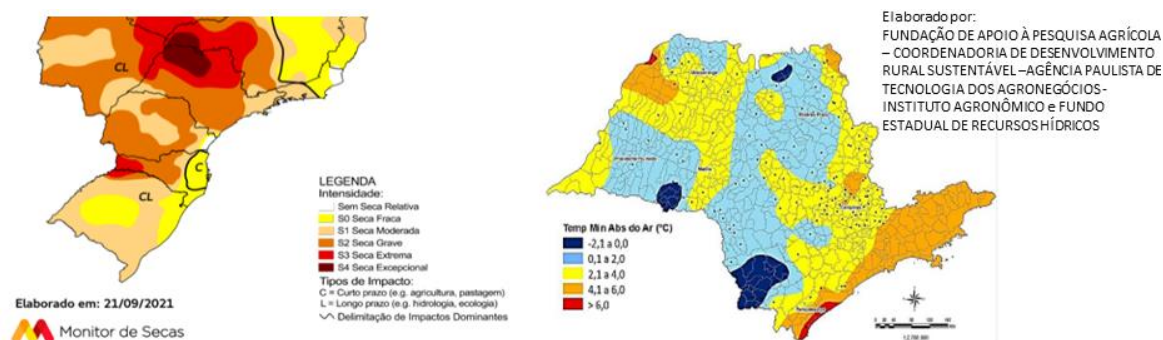 CL
C
CL
Elaborado em: 21/09/2021
Monitor de Secas
LEGENDA
Intensidade:
Sem Seca Relativa
S0 Seca Fraca
S1 Seca Moderada
S2 Seca Grave
S3 Seca Extrema
S4 Seca Excepcional
Tipos de Impacto:
C = Curto prazo (e.g. agricultura, pastagem)
L = Longo prazo (e.g. hidrologia, ecologia)
Delimitação de Impactos Dominantes
Temp Min Abs do Ar (°C)
-2,1 a 0,0
0,1 a 2,0
2,1 a 4,0
4,1 a 6,0
> 6,0
Elaborado por:
FUNDAÇÃO DE APOIO À PESQUISA AGRÍCOLA
– COORDENADORIA DE DESENVOLVIMENTO
RURAL SUSTENTÁVEL –AGÊNCIA PAULISTA DE
TECNOLOGIA DOS AGRONEGÓCIOS -
INSTITUTO AGRONÔMICO e FUNDO
ESTADUAL DE RECURSOS HÍDRICOS